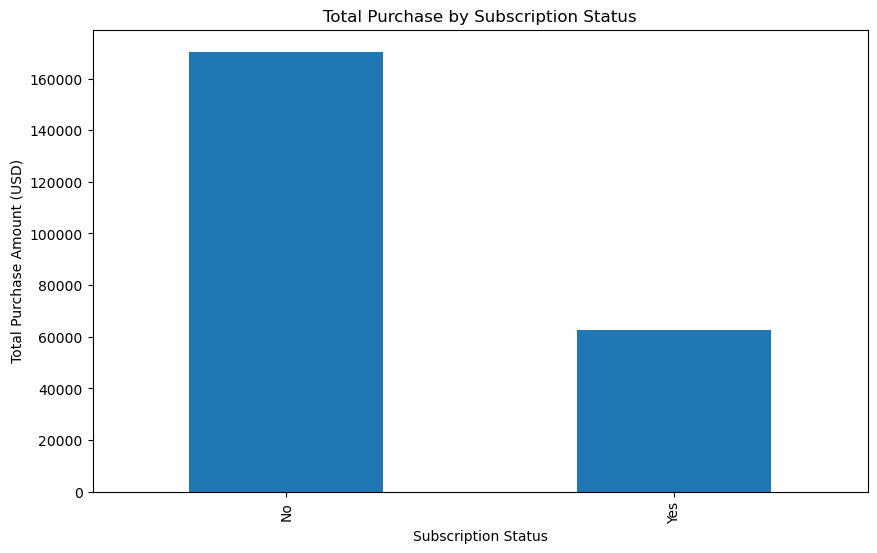 Total Purchase by Subscription Status
Total Purchase Amount (USD)
160000
140000
120000
100000
80000
60000
40000
20000
0
No
Yes
Subscription Status